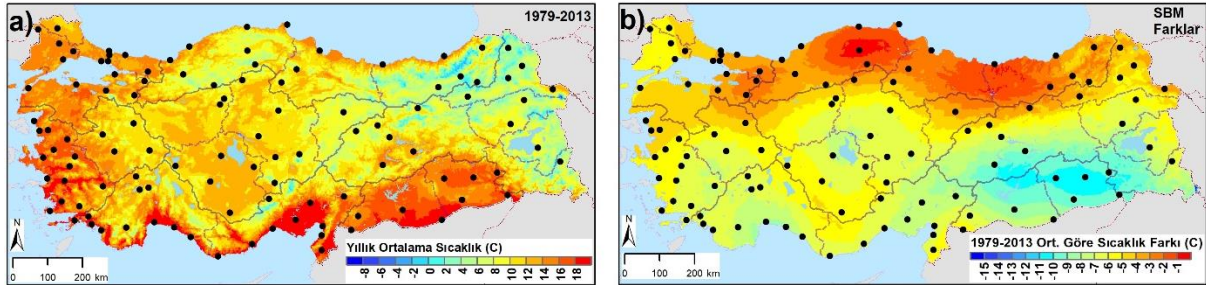 a)
1979-2013
N
Yıllık Ortalama Sıcaklık (C)
-8 -6 -4 -2 0 2 4 6 8 10 12 14 16 18
0 100 200 km
b)
SBM
Farklar
N
1979-2013 Ort. Göre Sıcaklık Farkı (C)
-15 -14 -13 -12 -11 -10 -9 -8 -7 -6 -5 -4 -3 -2 -1
0 100 200 km